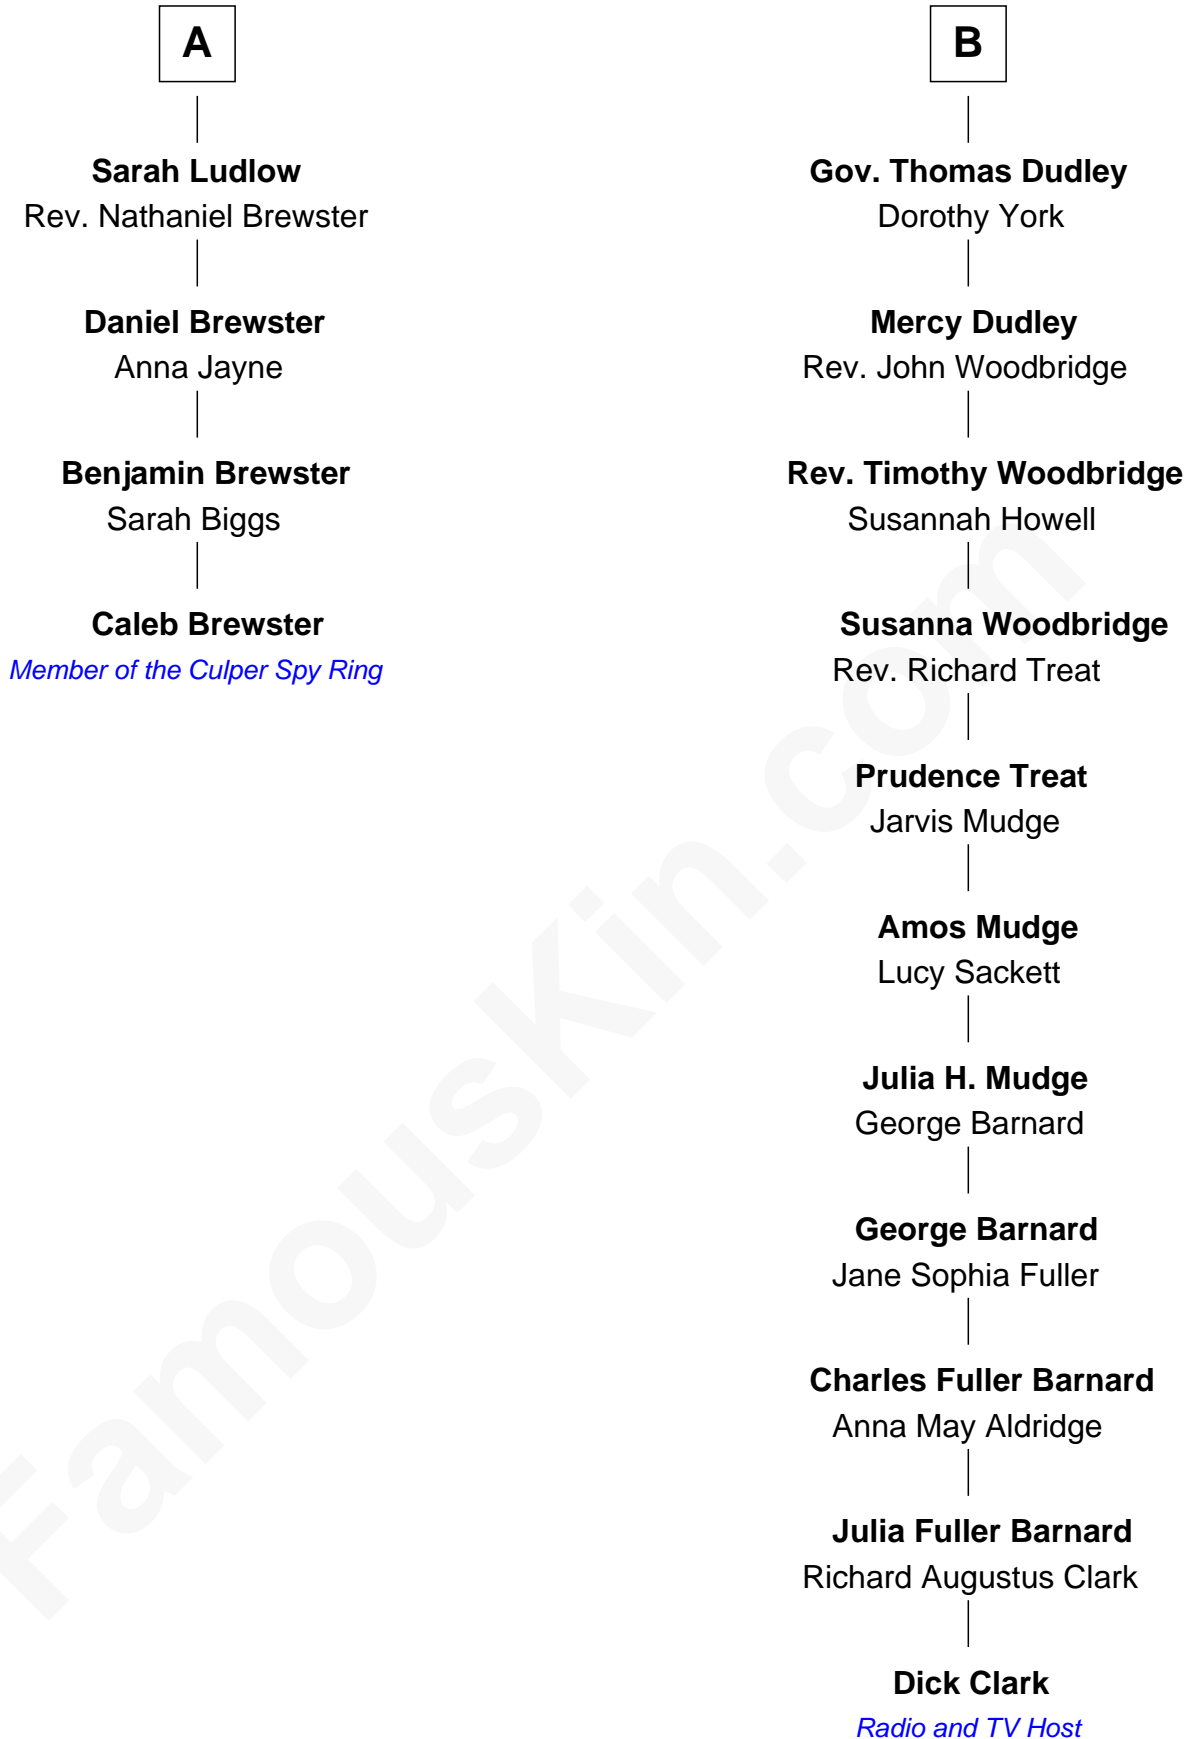 A
Sarah Ludlow
Rev. Nathaniel Brewster
Daniel Brewster
Anna Jayne
Benjamin Brewster
Sarah Biggs
Caleb Brewster
Member of the Culper Spy Ring
B
Gov. Thomas Dudley
Dorothy York
Mercy Dudley
Rev. John Woodbridge
Rev. Timothy Woodbridge
Susannah Howell
Susanna Woodbridge
Rev. Richard Treat
Prudence Treat
Jarvis Mudge
Amos Mudge
Lucy Sackett
Julia H. Mudge
George Barnard
George Barnard
Jane Sophia Fuller
Charles Fuller Barnard
Anna May Aldridge
Julia Fuller Barnard
Richard Augustus Clark
Dick Clark
Radio and TV Host
FamousKin.com